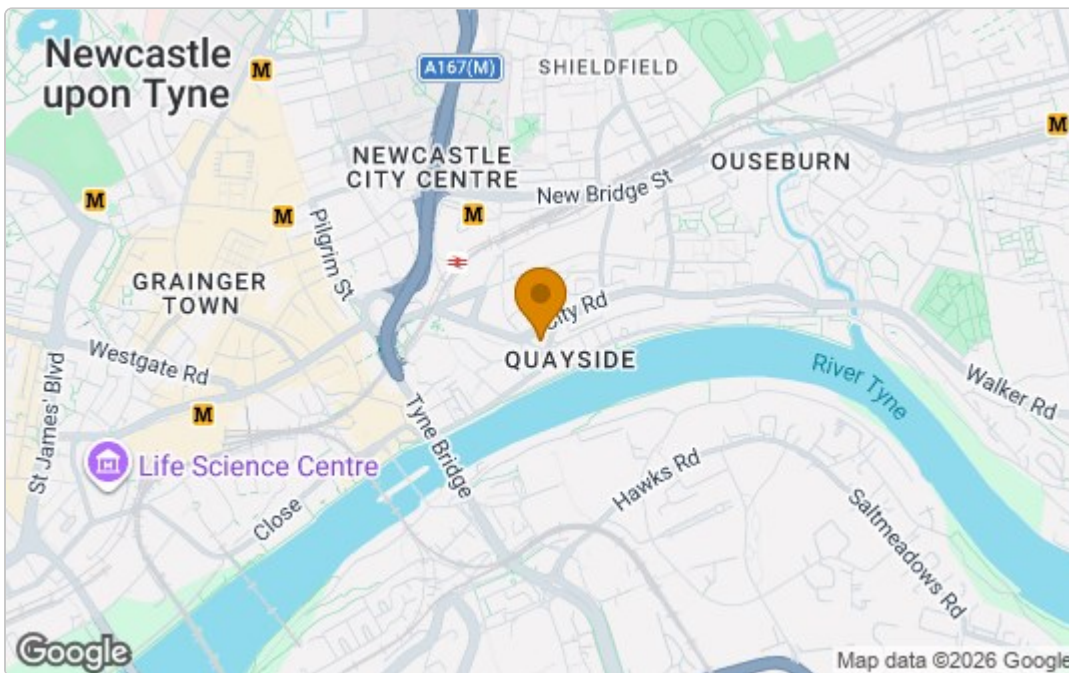 Newcastle
upon Tyne
M
A167(M)
SHIELDFIELD
M
NEWCASTLE
CITY CENTRE
OUSEBURN
New Bridge St
M
M
M
Pilgrim St
GRAINGER
TOWN
City Rd
QUAYSIDE
Westgate Rd
River Tyne
Walker Rd
St James' Blvd
M
Tyne Bridge
Life Science Centre
Hawks Rd
Close
Saltmeadows Rd
Google
Map data ©2026 Google